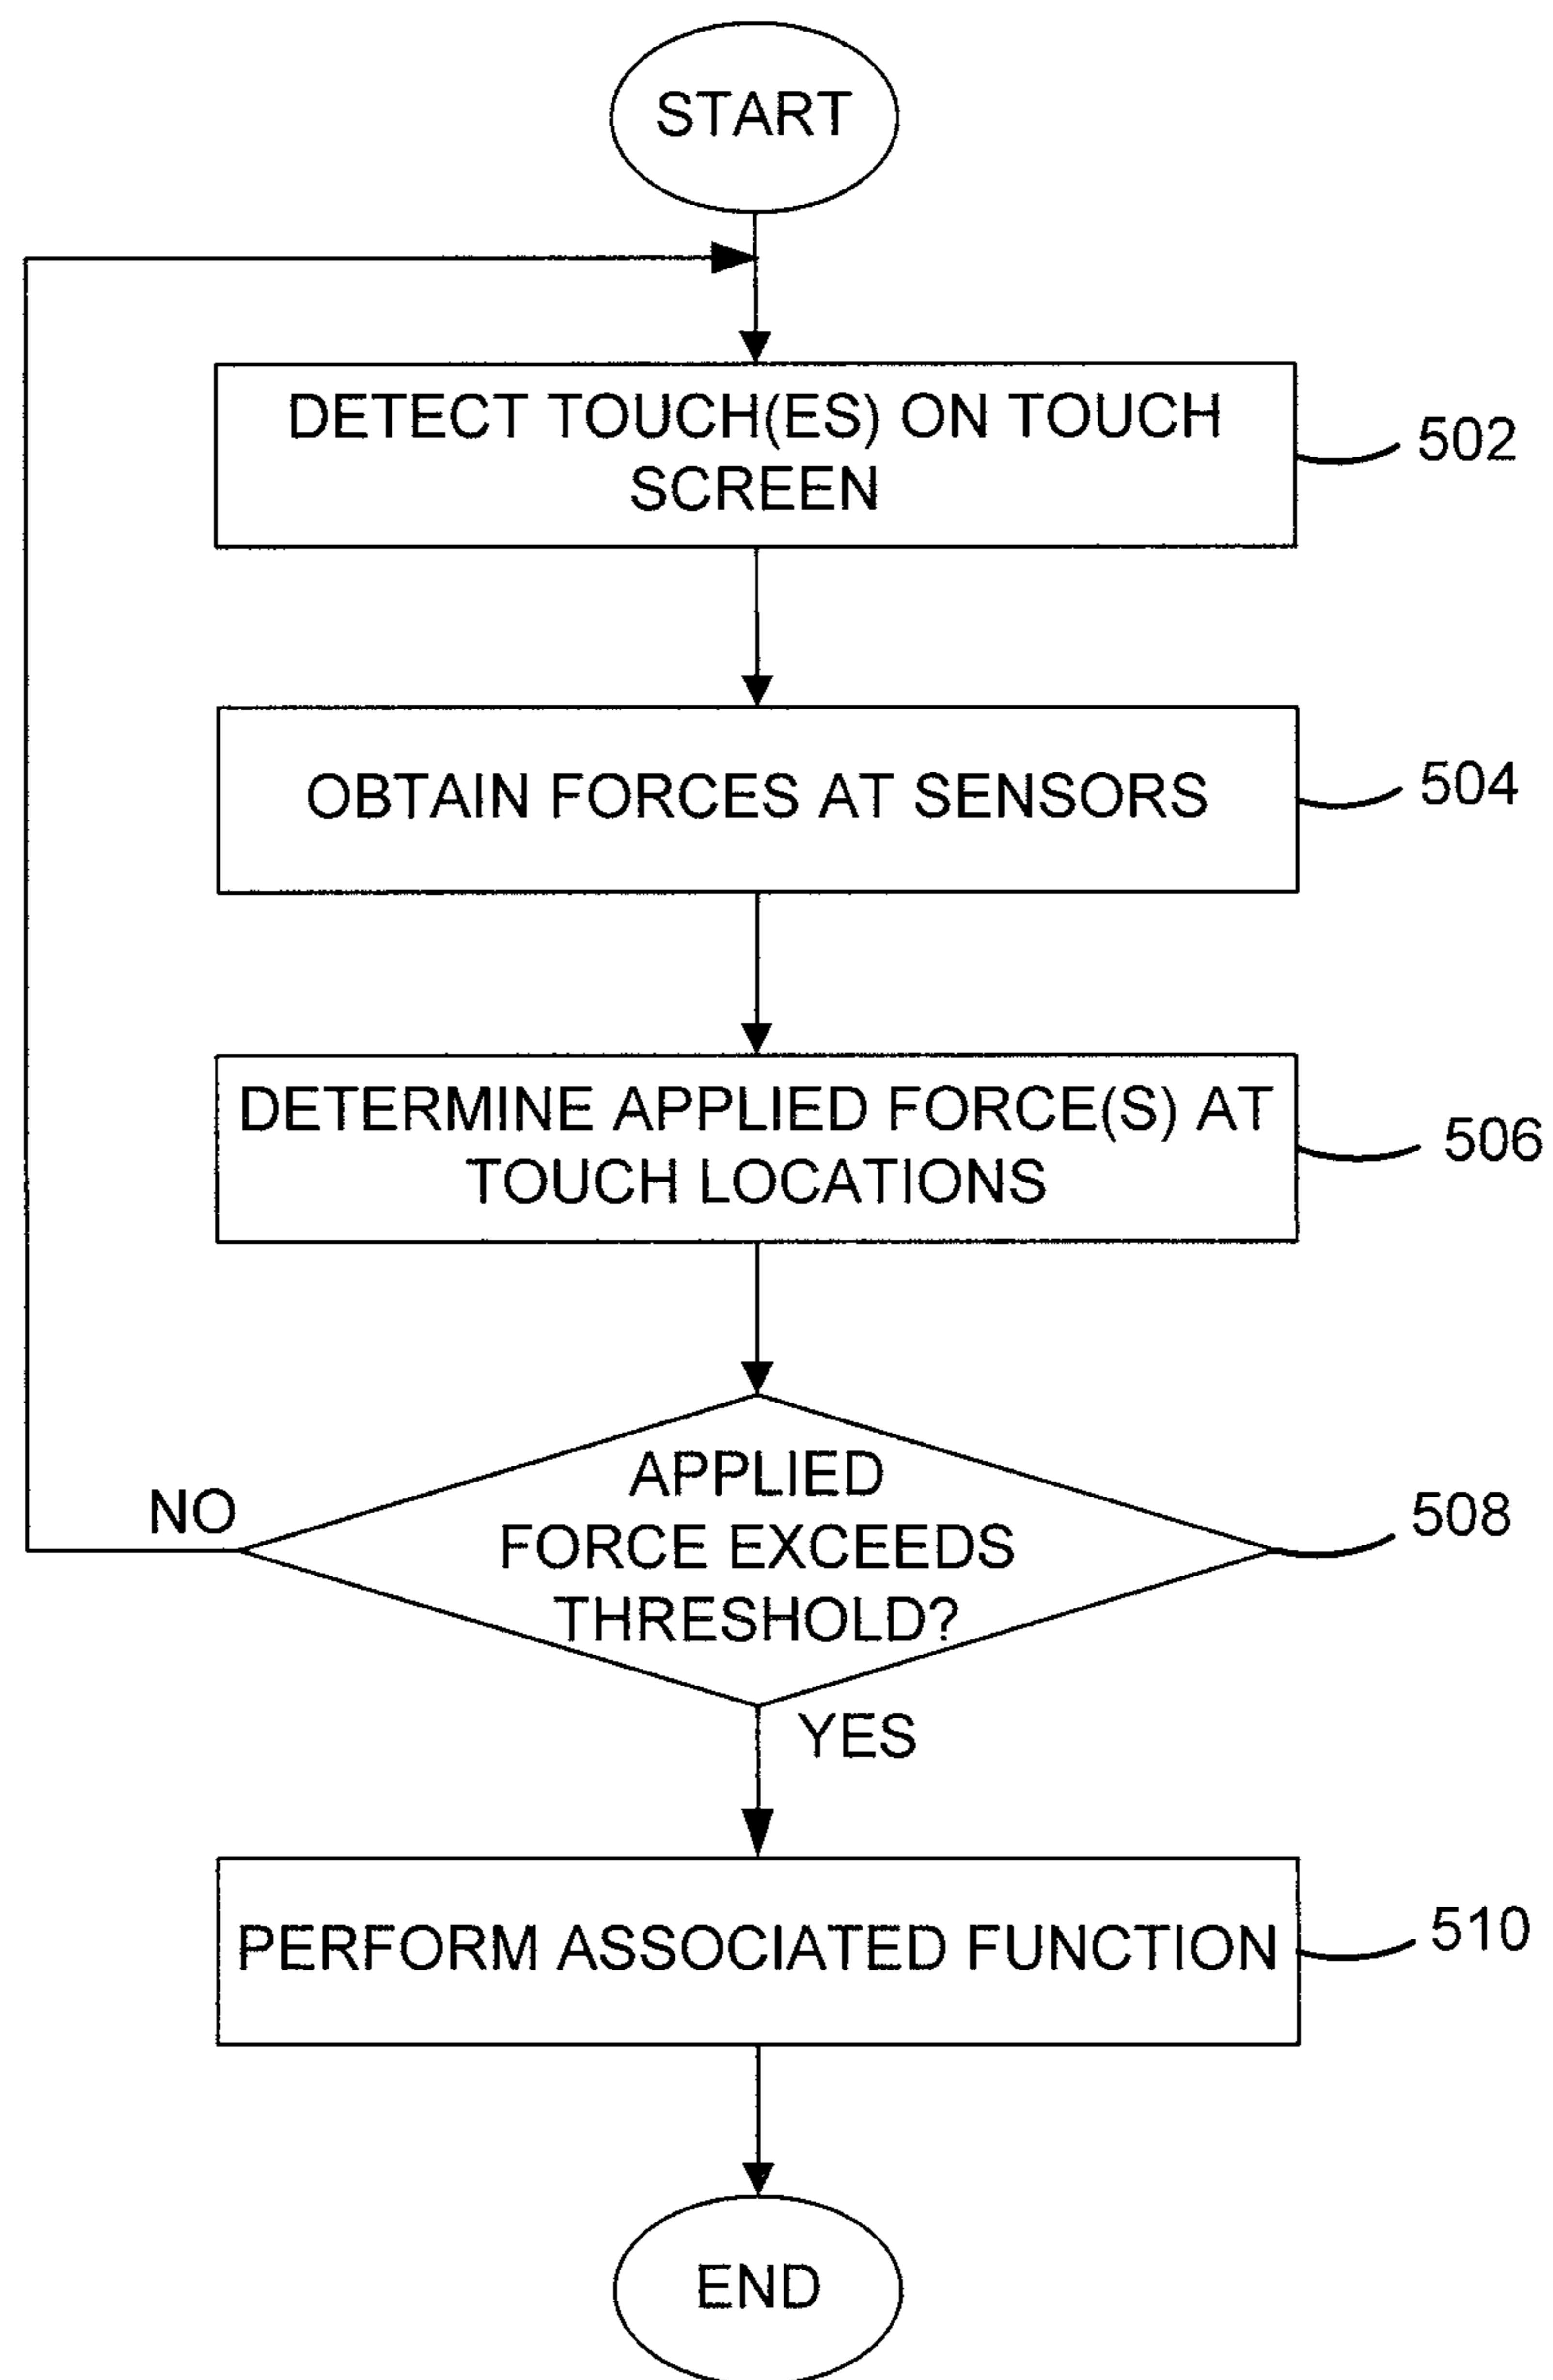 START
DETECT TOUCH(ES) ON TOUCH
SCREEN
502
OBTAIN FORCES AT SENSORS
504
DETERMINE APPLIED FORCE(S) AT
TOUCH LOCATIONS
506
APPLIED
FORCE EXCEEDS
THRESHOLD?
508
NO
YES
PERFORM ASSOCIATED FUNCTION
510
END